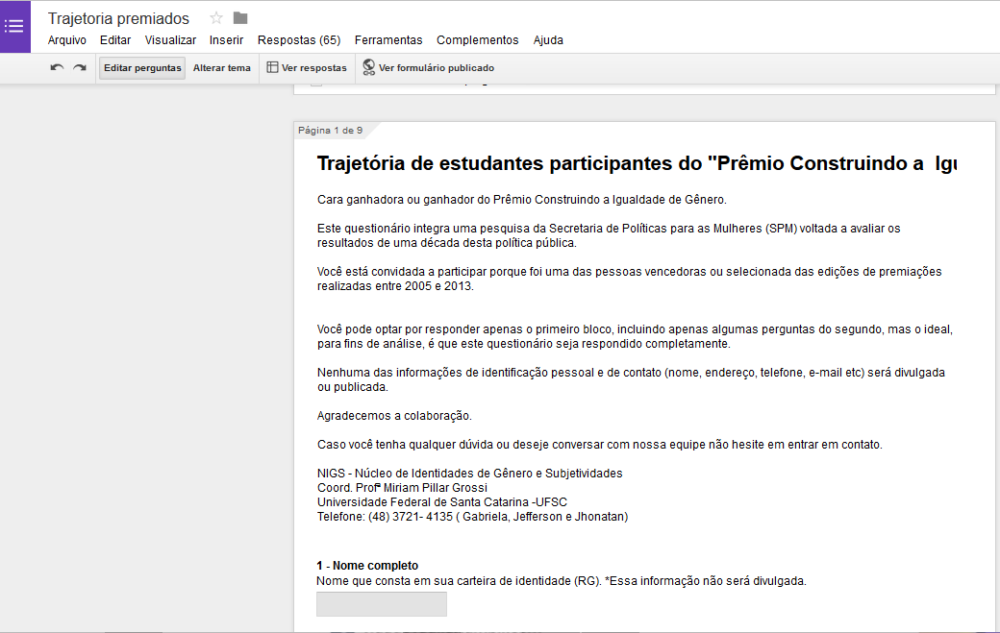 Trajetoria premiados
Arquivo Editar Visualizar Inserir Respostas (65) Ferramentas Complementos Ajuda
Editar perguntas Alterar tema Ver respostas Ver formulário publicado
Página 1 de 9
Trajetória de estudantes participantes do "Prêmio Construindo a Igu
Cara ganhadora ou ganhador do Prêmio Construindo a Igualdade de Gênero.
Este questionário integra uma pesquisa da Secretaria de Políticas para as Mulheres (SPM) voltada a avaliar os
resultados de uma década desta política pública.
Você está convidada a participar porque foi uma das pessoas vencedoras ou selecionada das edições de premiações
realizadas entre 2005 e 2013.
Você pode optar por responder apenas o primeiro bloco, incluindo apenas algumas perguntas do segundo, mas o ideal,
para fins de análise, é que este questionário seja respondido completamente.
Nenhuma das informações de identificação pessoal e de contato (nome, endereço, telefone, e-mail etc) será divulgada
ou publicada.
Agradecemos a colaboração.
Caso você tenha qualquer dúvida ou deseje conversar com nossa equipe não hesite em entrar em contato.
NIGS - Núcleo de Identidades de Gênero e Subjetividades
Coord. Profª Miriam Pillar Grossi
Universidade Federal de Santa Catarina -UFSC
Telefone: (48) 3721- 4135 ( Gabriela, Jefferson e Jhonatan)
1 - Nome completo
Nome que consta em sua carteira de identidade (RG). *Essa informação não será divulgada.